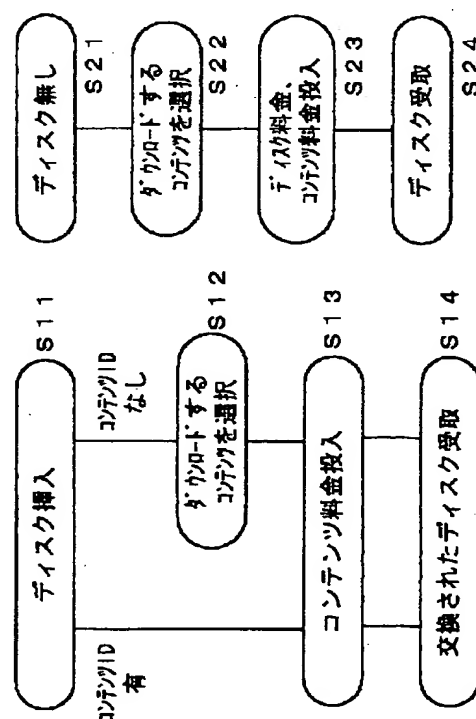 ディスク挿入
S11
コンテンツID
有
コンテンツID
なし
ダウンロードする
コンテンツを選択
S12
コンテンツ料金投入
S13
交換されたディスク受取
S14
ディスク無し
S21
ダウンロードする
コンテンツを選択
S22
ディスク料金、
コンテンツ料金投入
S23
ディスク受取
S24